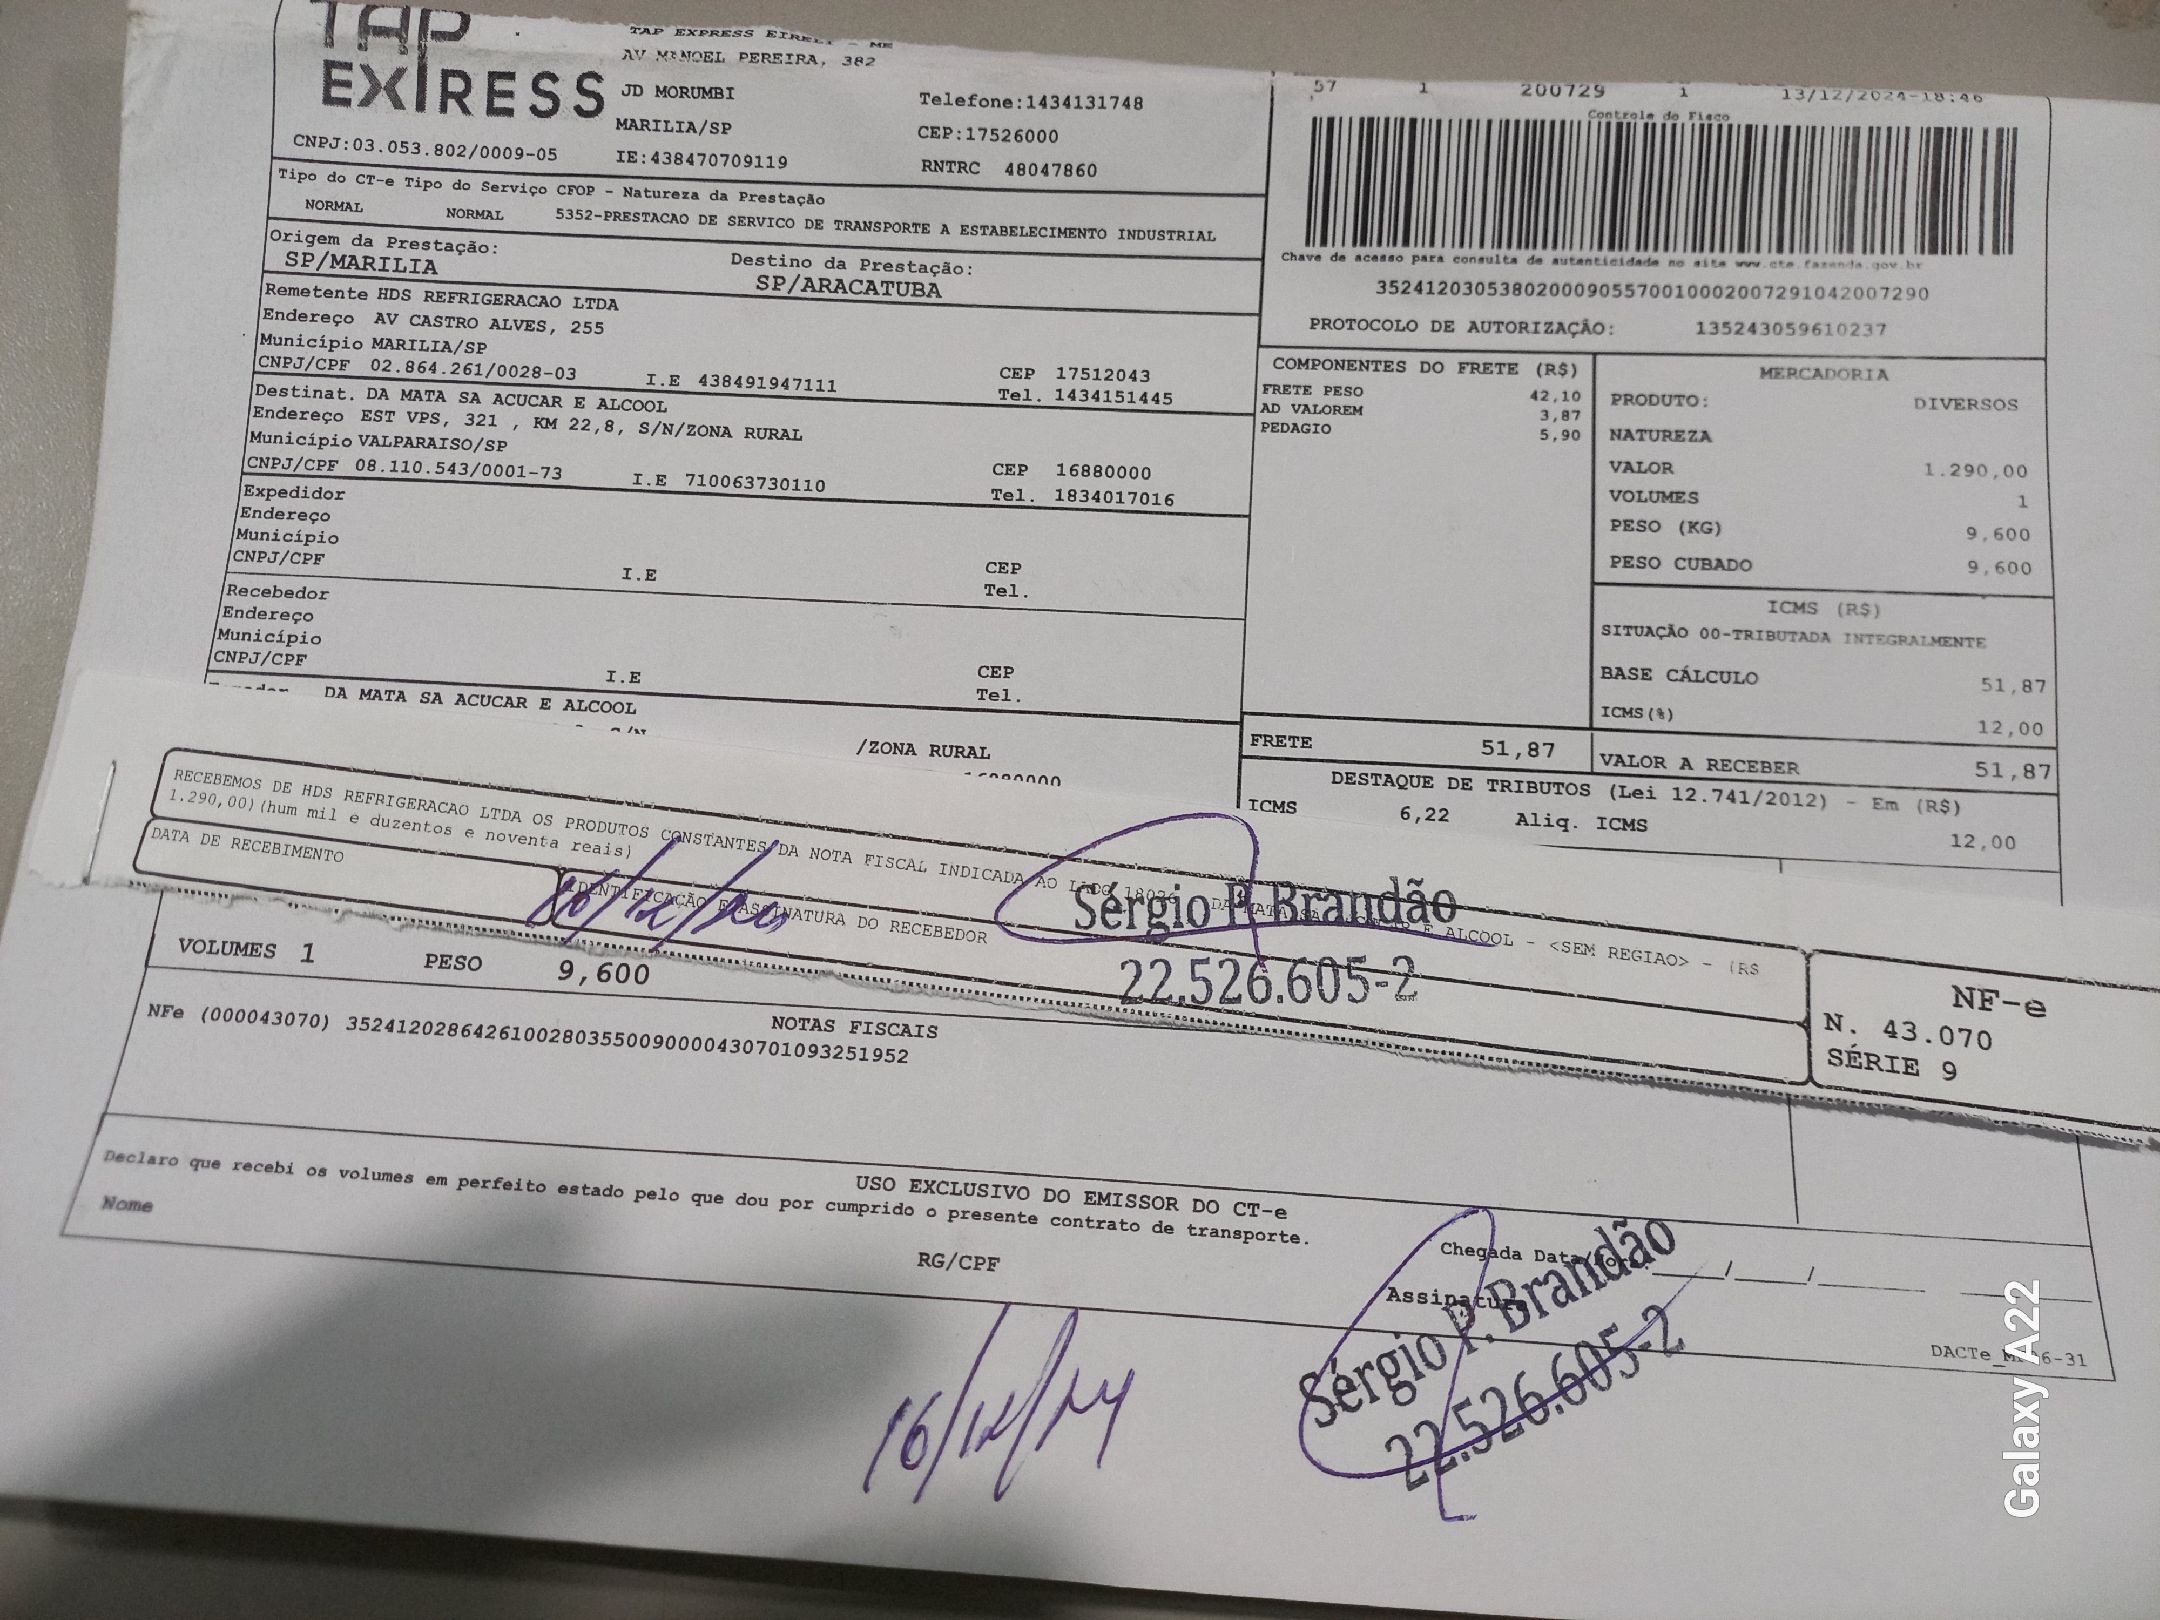 TAP
EXPRESS
TAP EXPRESS EIRELI - ME
AV MANOEL PEREIRA, 382
JD MORUMBI
Telefone:1434131748
MARILIA/SP
CEP:17526000
CNPJ:03.053.802/0009-05
IE:438470709119
RNTRC 48047860
57 1 200729 1 13/12/2024-18:46
Controle do Fisco
Chave de acesso para consulta de autenticidade no site www.cte.fazenda.gov.br
35241203053802000905570010002007291042007290
PROTOCOLO DE AUTORIZAÇÃO: 135243059610237
Tipo do CT-e Tipo do Serviço CFOP - Natureza da Prestação
NORMAL NORMAL 5352-PRESTACAO DE SERVICO DE TRANSPORTE A ESTABELECIMENTO INDUSTRIAL
Origem da Prestação: Destino da Prestação:
SP/MARILIA SP/ARACATUBA
Remetente HDS REFRIGERACAO LTDA
Endereço AV CASTRO ALVES, 255
Município MARILIA/SP
CEP 17512043
CNPJ/CPF 02.864.261/0028-03 I.E 438491947111 Tel. 1434151445
Destinat. DA MATA SA ACUCAR E ALCOOL
Endereço EST VPS, 321 , KM 22,8, S/N/ZONA RURAL
Município VALPARAISO/SP
CEP 16880000
CNPJ/CPF 08.110.543/0001-73 I.E 710063730110 Tel. 1834017016
Expedidor
Endereço
Município
CEP
CNPJ/CPF I.E Tel.
Recebedor
Endereço
Município
CEP
CNPJ/CPF I.E Tel.
DA MATA SA ACUCAR E ALCOOL
/ZONA RURAL
COMPONENTES DO FRETE (R$)
FRETE PESO 42,10
AD VALOREM 3,87
PEDAGIO 5,90
MERCADORIA
PRODUTO: DIVERSOS
NATUREZA
VALOR 1.290,00
VOLUMES 1
PESO (KG) 9,600
PESO CUBADO 9,600
ICMS (R$)
SITUAÇÃO 00-TRIBUTADA INTEGRALMENTE
BASE CÁLCULO 51,87
ICMS(%) 12,00
FRETE 51,87 VALOR A RECEBER 51,87
DESTAQUE DE TRIBUTOS (Lei 12.741/2012) - Em (R$)
ICMS 6,22 Aliq. ICMS 12,00
RECEBEMOS DE HDS REFRIGERACAO LTDA OS PRODUTOS CONSTANTES DA NOTA FISCAL INDICADA AO LADO DA MATA SA E ALCOOL - <SEM REGIAO> - (R$
1.290,00)(hum mil e duzentos e noventa reais)
DATA DE RECEBIMENTO
IDENTIFICAÇÃO E ASSINATURA DO RECEBEDOR
Sérgio P. Brandão
22.526.605-2
NF-e
N. 43.070
SÉRIE 9
VOLUMES 1 PESO 9,600
NOTAS FISCAIS
NFe (000043070) 35241202864261002803550090000430701093251952
USO EXCLUSIVO DO EMISSOR DO CT-e
Declaro que recebi os volumes em perfeito estado pelo que dou por cumprido o presente contrato de transporte.
Nome RG/CPF
Chegada Data/Hora:
Assinatura
Sérgio P. Brandão
22.526.605-2
16/12/24
Galaxy A22